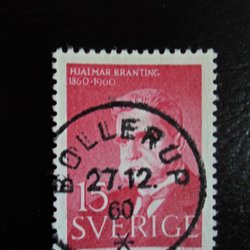 HJALMAR BRANTING
1860-1960
BOLLERUP
27.12.
15
60
SVERIGE